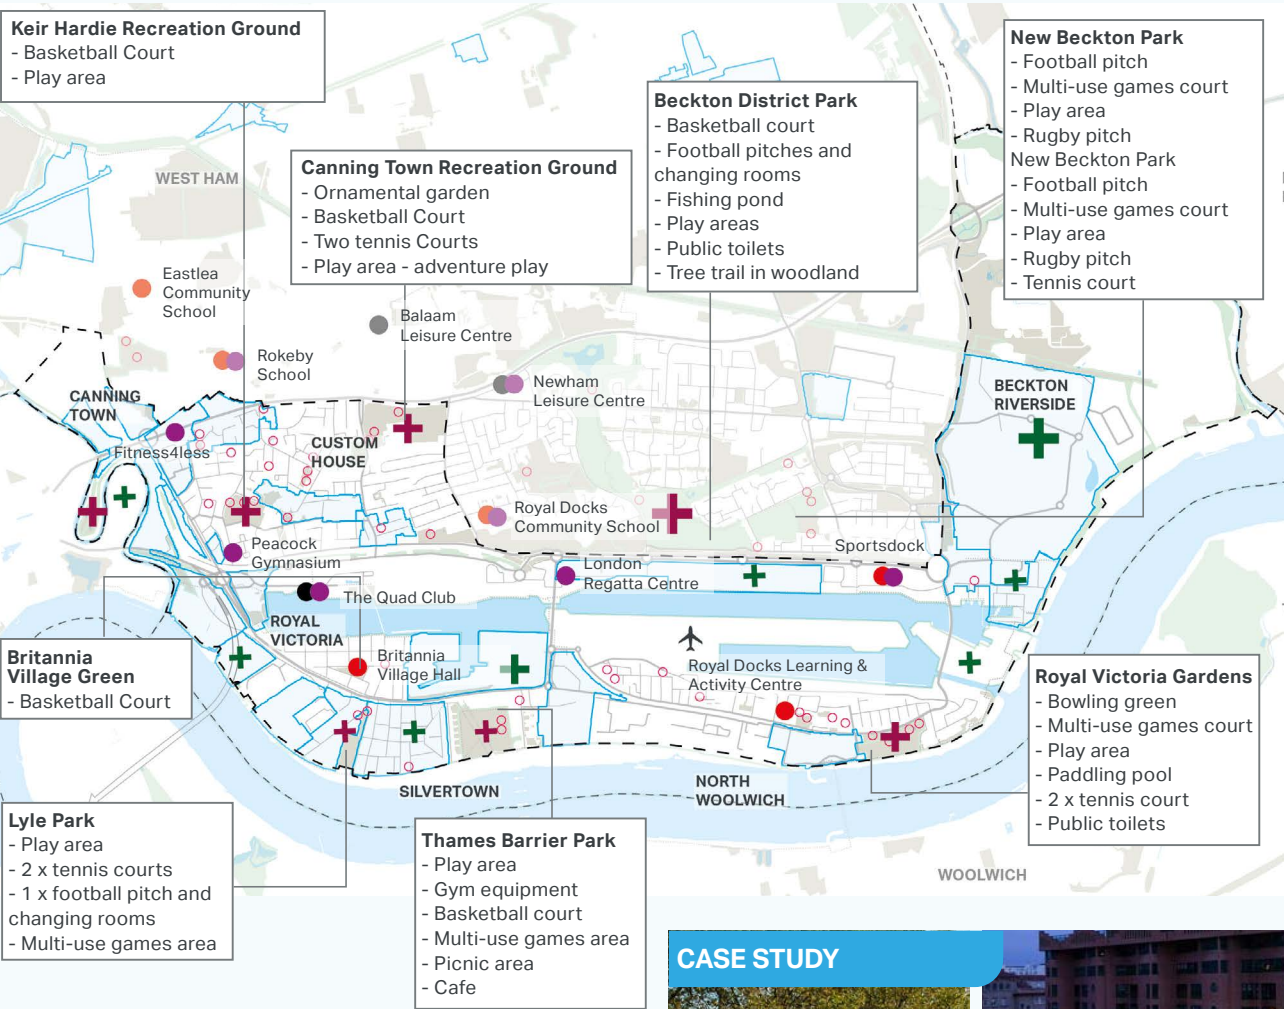 Keir Hardie Recreation Ground
- Basketball Court
- Play area
New Beckton Park
- Football pitch
- Multi-use games court
- Play area
- Rugby pitch
New Beckton Park
- Football pitch
- Multi-use games court
- Play area
- Rugby pitch
- Tennis court
Beckton District Park
- Basketball court
- Football pitches and
changing rooms
- Fishing pond
- Play areas
- Public toilets
- Tree trail in woodland
Canning Town Recreation Ground
- Ornamental garden
- Basketball Court
- Two tennis Courts
- Play area - adventure play
WEST HAM
Eastlea
Community
School
Balaam
Leisure Centre
Rokeby
School
Newham
Leisure Centre
CANNING
TOWN
BECKTON
RIVERSIDE
Fitness4less
CUSTOM
HOUSE
Royal Docks
Community School
Peacock
Gymnasium
Sportsdock
London
Regatta Centre
The Quad Club
ROYAL
VICTORIA
Britannia
Village Hall
Royal Docks Learning &
Activity Centre
Britannia
Village Green
- Basketball Court
Royal Victoria Gardens
- Bowling green
- Multi-use games court
- Play area
- Paddling pool
- 2 x tennis court
- Public toilets
SILVERTOWN
NORTH
WOOLWICH
Lyle Park
- Play area
- 2 x tennis courts
- 1 x football pitch and
changing rooms
- Multi-use games area
Thames Barrier Park
- Play area
- Gym equipment
- Basketball court
- Multi-use games area
- Picnic area
- Cafe
WOOLWICH
CASE STUDY